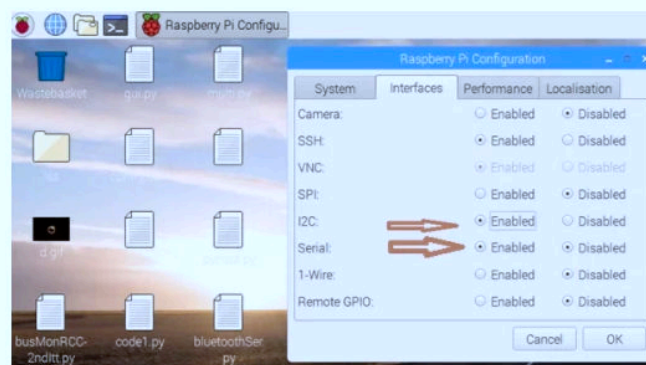 Raspberry Pi Configu...
Wastebasket
gui.py
multi.py
d.gif
busMonRCC-
2ndItt.py
code1.py
bluetoothSer
py
Raspberry Pi Configuration
System
Interfaces
Performance
Localisation
Camera:
Enabled
Disabled
SSH:
Enabled
Disabled
VNC:
Enabled
Disabled
SPI:
Enabled
Disabled
I2C:
Enabled
Disabled
Serial:
Enabled
Disabled
1-Wire:
Enabled
Disabled
Remote GPIO:
Enabled
Disabled
Cancel
OK